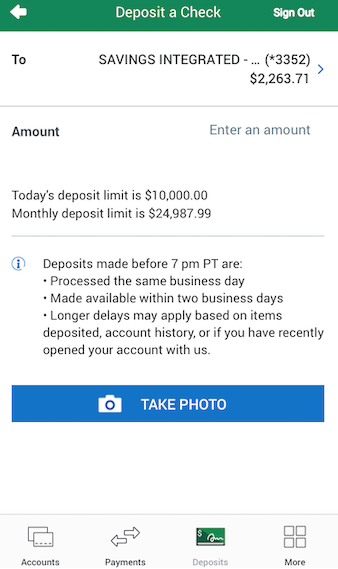 Deposit a Check
Sign Out
To
SAVINGS INTEGRATED - ... (*3352)
$2,263.71
Amount
Enter an amount
Today's deposit limit is $10,000.00
Monthly deposit limit is $24,987.99
Deposits made before 7 pm PT are:
• Processed the same business day
• Made available within two business days
• Longer delays may apply based on items
deposited, account history, or if you have recently
opened your account with us.
TAKE PHOTO
Accounts
Payments
Deposits
More